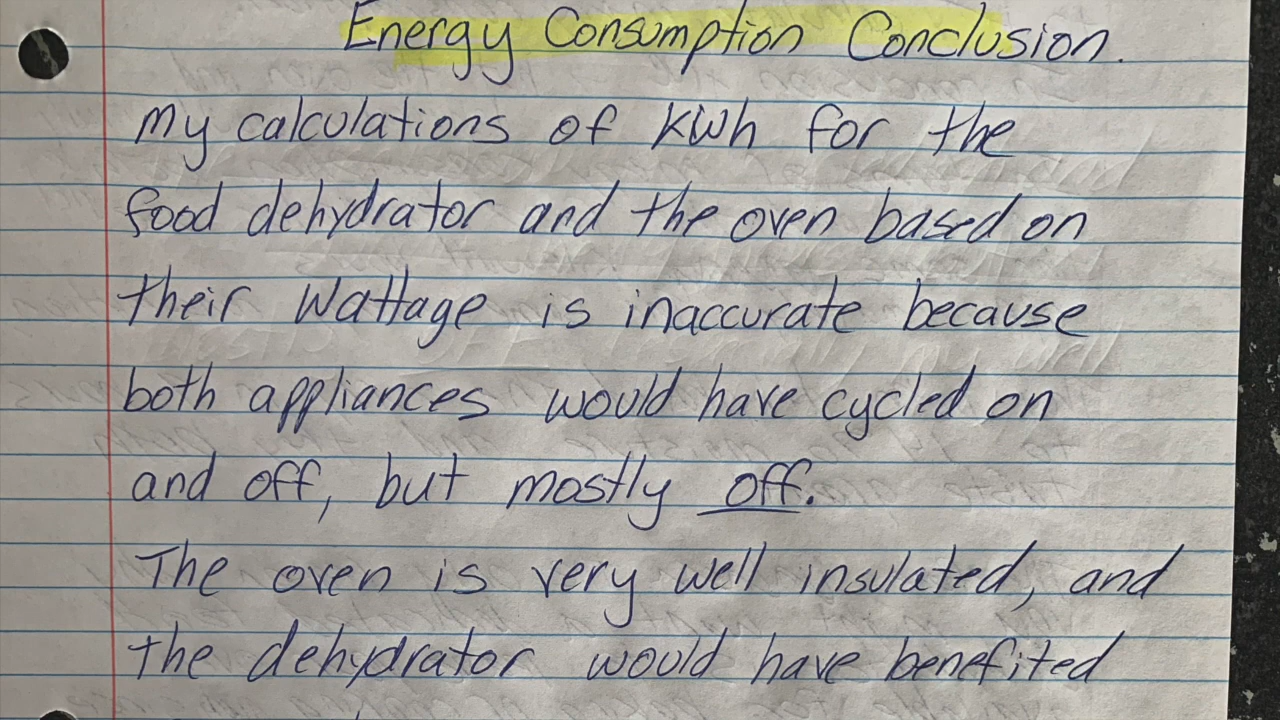 Energy Consumption Conclusion.
My calculations of KWh for the
food dehydrator and the oven based on
their Wattage is inaccurate because
both appliances would have cycled on
and off, but mostly off.
The oven is very well insulated, and
the dehydrator would have benefited